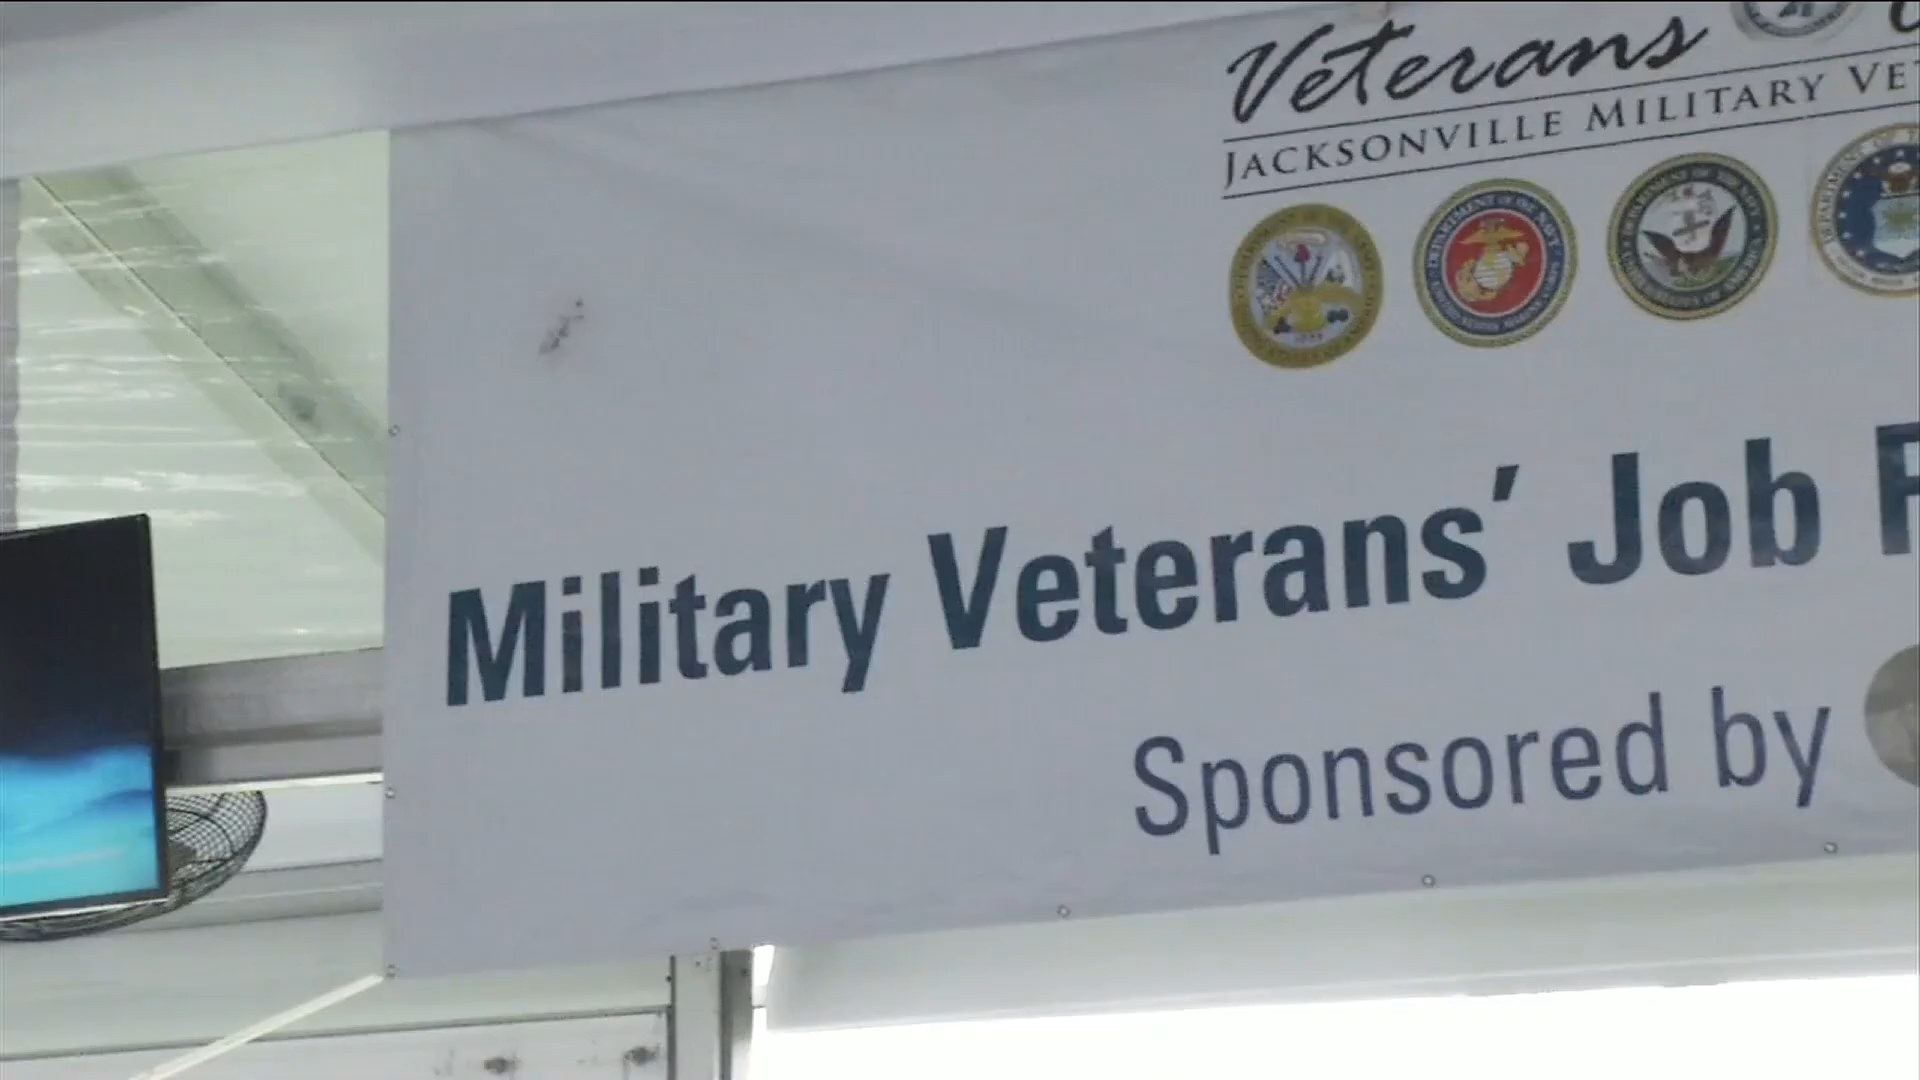 Veterans
JACKSONVILLE MILITARY VE
Military Veterans’ Job F
Sponsored by